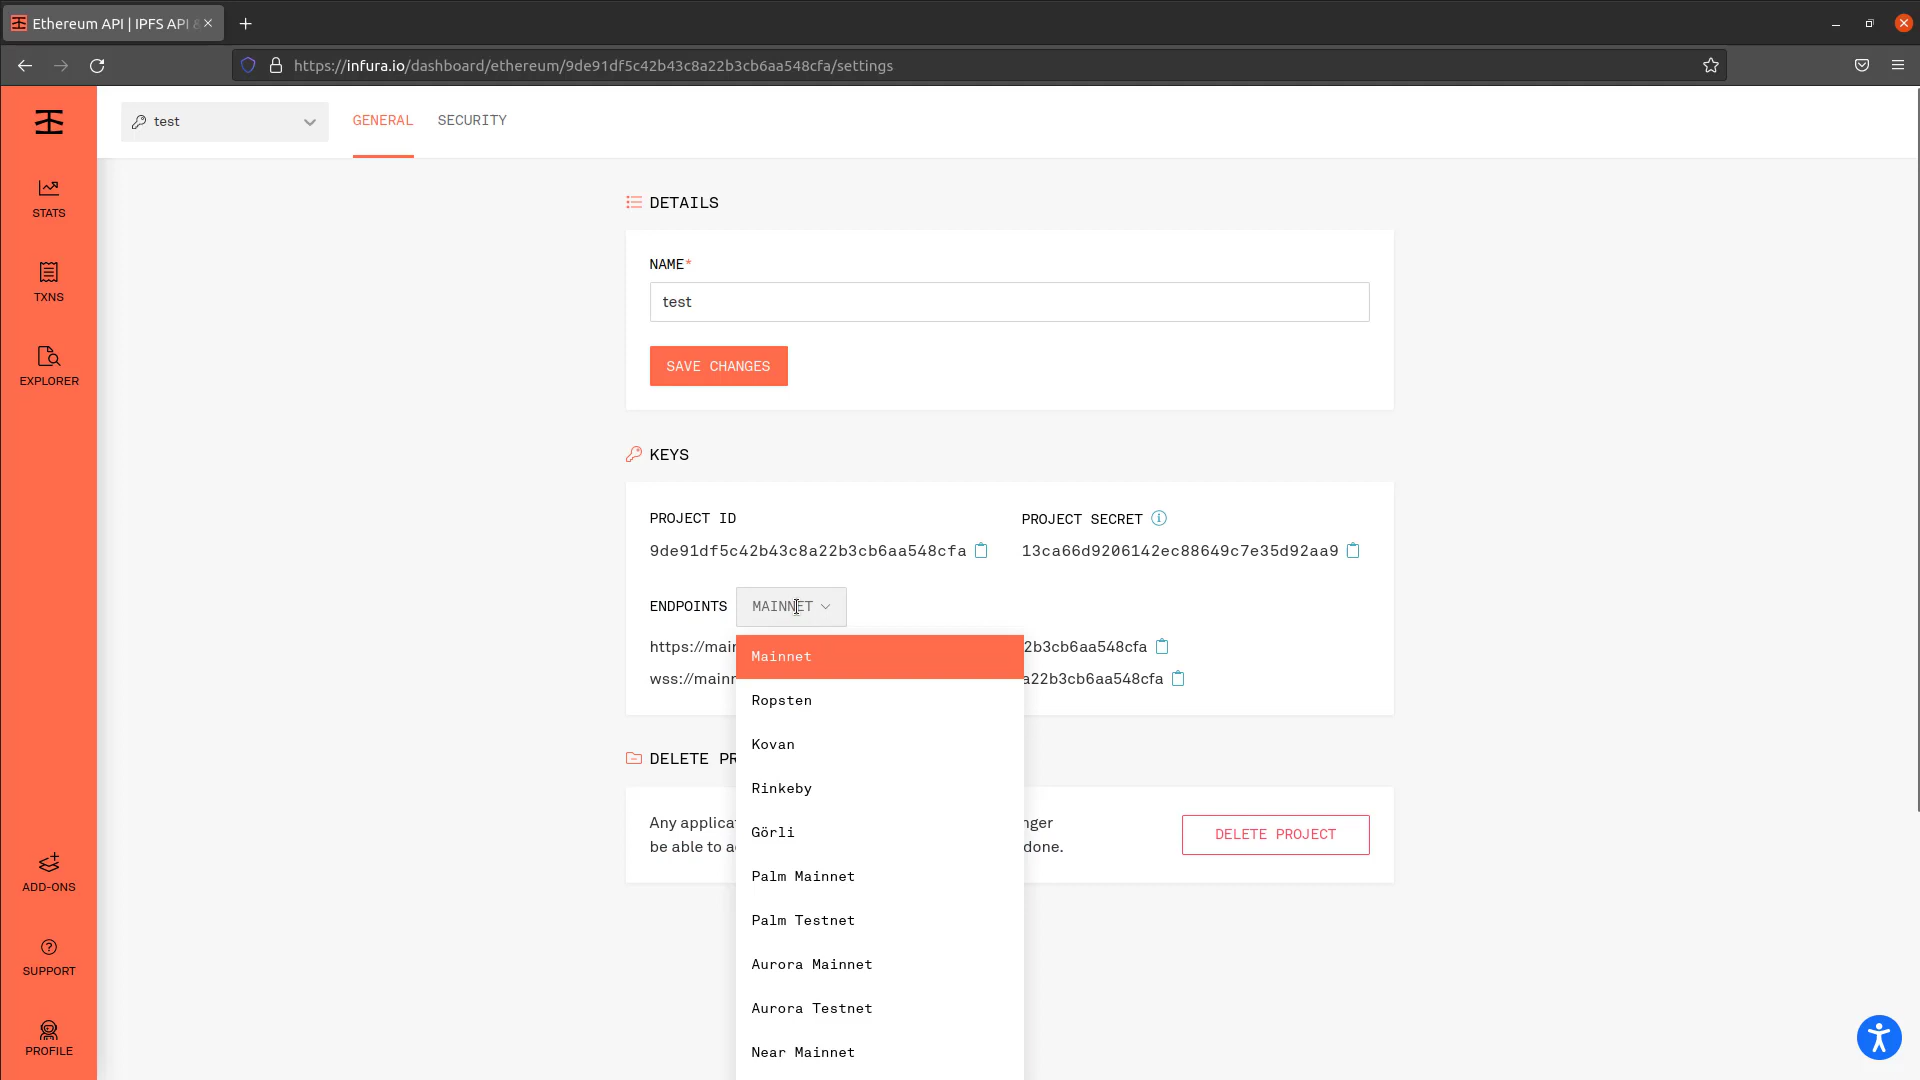 Ethereum API | IPFS API &
https://infura.io/dashboard/ethereum/9de91df5c42b43c8a22b3cb6aa548cfa/settings
test
GENERAL SECURITY
STATS
TXNS
EXPLORER
ADD-ONS
SUPPORT
PROFILE
DETAILS
NAME*
test
SAVE CHANGES
KEYS
PROJECT ID
9de91df5c42b43c8a22b3cb6aa548cfa
PROJECT SECRET
13ca66d9206142ec88649c7e35d92aa9
ENDPOINTS MAINNET
https://main 2b3cb6aa548cfa
wss://mainn a22b3cb6aa548cfa
Mainnet
Ropsten
Kovan
Rinkeby
Görli
Palm Mainnet
Palm Testnet
Aurora Mainnet
Aurora Testnet
Near Mainnet
DELETE PR
Any applica nger
be able to a done.
DELETE PROJECT